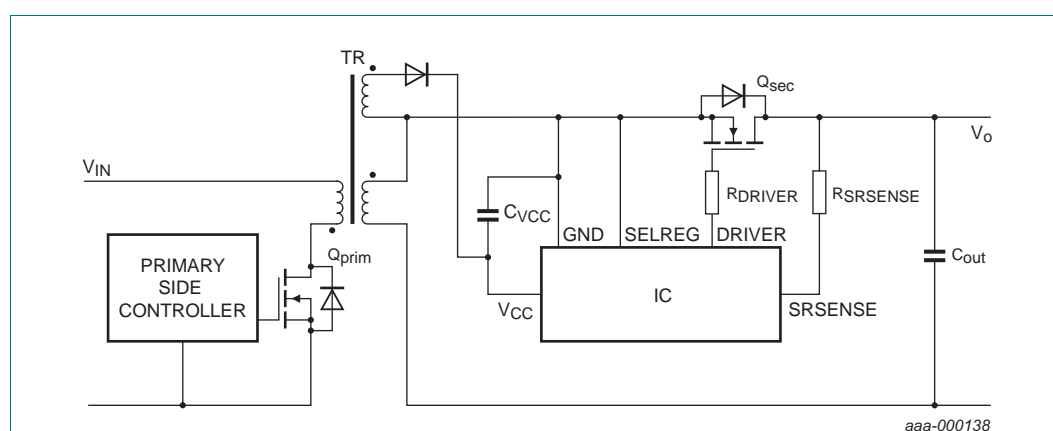 TR
Qsec
Vo
VIN
RDRIVER
RSRSENSE
CVCC
GND
SELREG
DRIVER
Qprim
Cout
PRIMARY
SIDE
CONTROLLER
IC
VCC
SRSENSE
aaa-000138